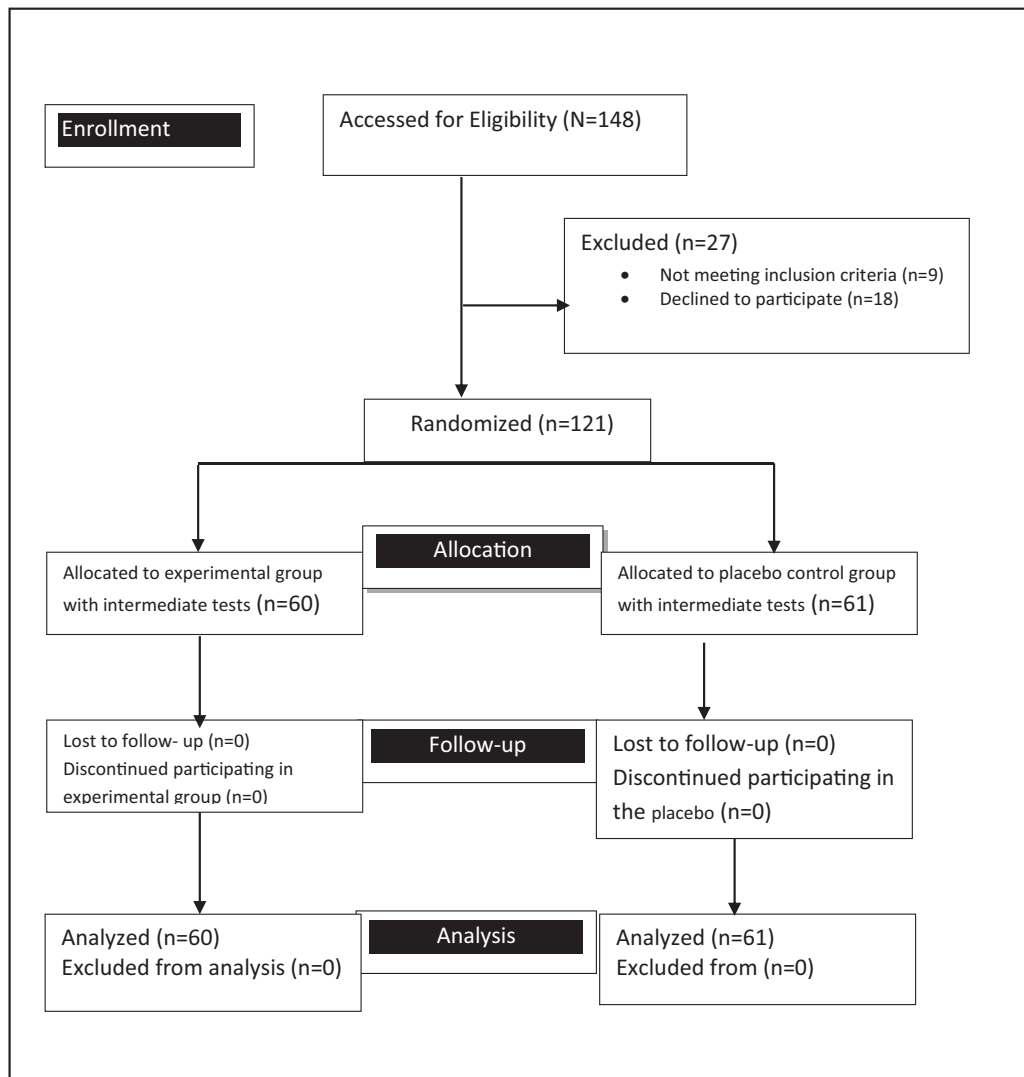 Enrollment
Accessed for Eligibility (N=148)
Excluded (n=27)
• Not meeting inclusion criteria (n=9)
• Declined to participate (n=18)
Randomized (n=121)
Allocation
Allocated to experimental group
with intermediate tests (n=60)
Allocated to placebo control group
with intermediate tests (n=61)
Follow-up
Lost to follow- up (n=0)
Discontinued participating in
experimental group (n=0)
Lost to follow-up (n=0)
Discontinued participating in
the placebo (n=0)
Analysis
Analyzed (n=60)
Excluded from analysis (n=0)
Analyzed (n=61)
Excluded from (n=0)